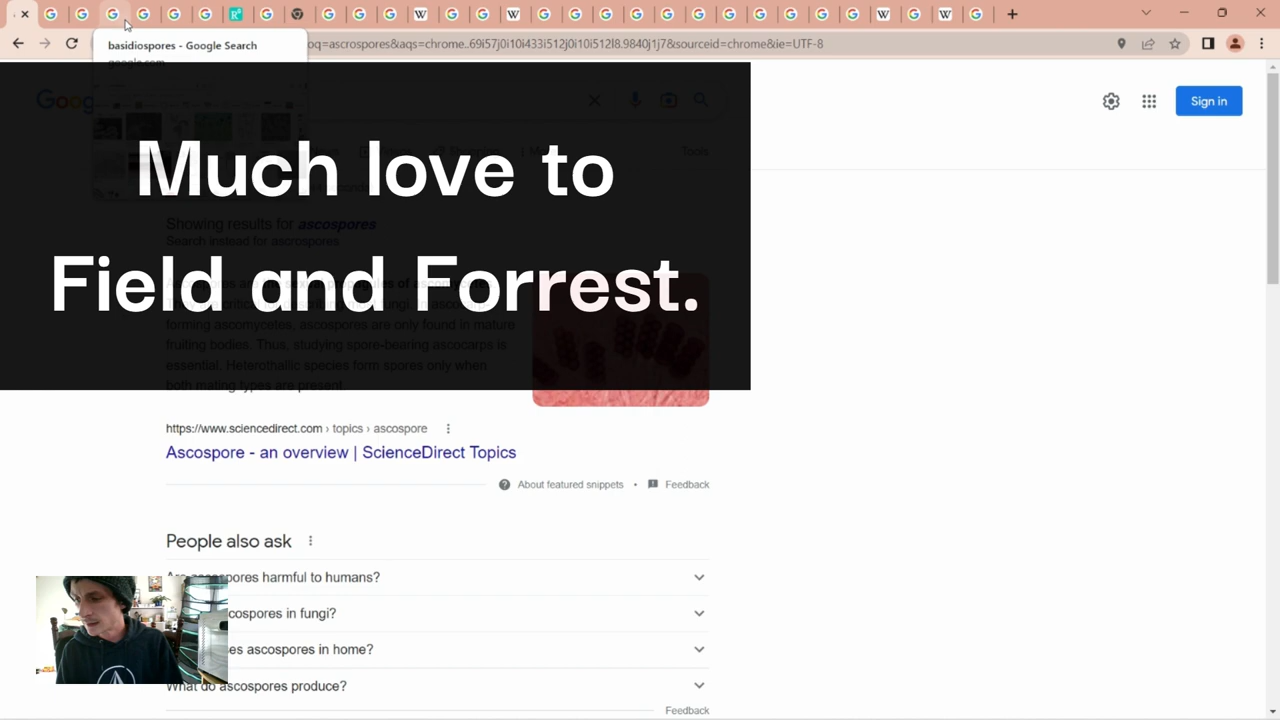 basidiospores - Google Search
google.com
oq=ascrospores&aqs=chrome..69i57j0i10i433i512j0i10i512l8.9840j1j7&sourceid=chrome&ie=UTF-8
Sign in
Tools
Much love to
Field and Forrest.
Showing results for ascospores
Search instead for ascrospores
forming ascomycetes, ascospores are only found in mature
fruiting bodies. Thus, studying spore-bearing ascocarps is
essential. Heterothallic species form spores only when
both mating types are present.
https://www.sciencedirect.com › topics › ascospore
Ascospore - an overview | ScienceDirect Topics
About featured snippets • Feedback
People also ask
Are ascospores harmful to humans?
cospores in fungi?
es ascospores in home?
What do ascospores produce?
Feedback